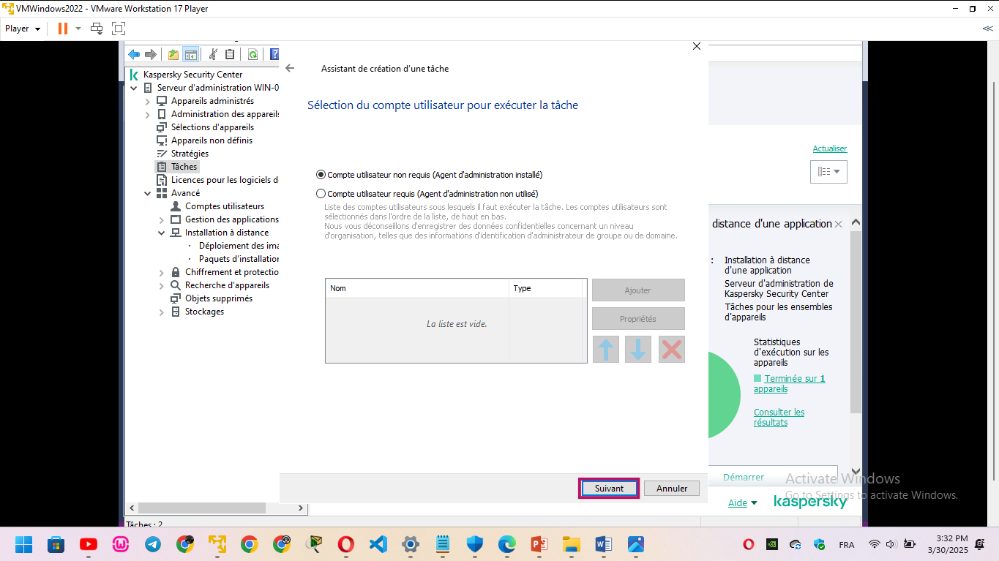 VMWindows2022 - VMware Workstation 17 Player
Player
Kaspersky Security Center
Serveur d'administration WIN-0
Appareils administrés
Administration des appareils
Sélections d'appareils
Appareils non définis
Stratégies
Tâches
Licences pour les logiciels d
Avancé
Comptes utilisateurs
Gestion des applications
Installation à distance
Déploiement des ima
Paquets d'installation
Chiffrement et protectio
Recherche d'appareils
Objets supprimés
Stockages
Tâches : 2
Assistant de création d'une tâche
Sélection du compte utilisateur pour exécuter la tâche
Compte utilisateur non requis (Agent d'administration installé)
Compte utilisateur requis (Agent d'administration non utilisé)
Liste des comptes utilisateurs sous lesquels il faut exécuter la tâche. Les comptes utilisateurs sont
sélectionnés dans l'ordre de la liste, de haut en bas.
Nous vous déconseillons d'enregistrer des données confidentielles concernant un niveau
d'organisation, telles que des informations d'identification d'administrateur de groupe ou de domaine.
Nom Type
La liste est vide.
Ajouter
Propriétés
Suivant Annuler
Actualiser
distance d'une application
: Installation à distance
d'une application
Serveur d'administration de
Kaspersky Security Center
Tâches pour les ensembles
d'appareils
Statistiques
d'exécution sur les
appareils
Terminée sur 1
appareils
Consulter les
résultats
Démarrer
Aide
kaspersky
Activate Windows
Go to Settings to activate Windows.
FRA
3:32 PM
3/30/2025